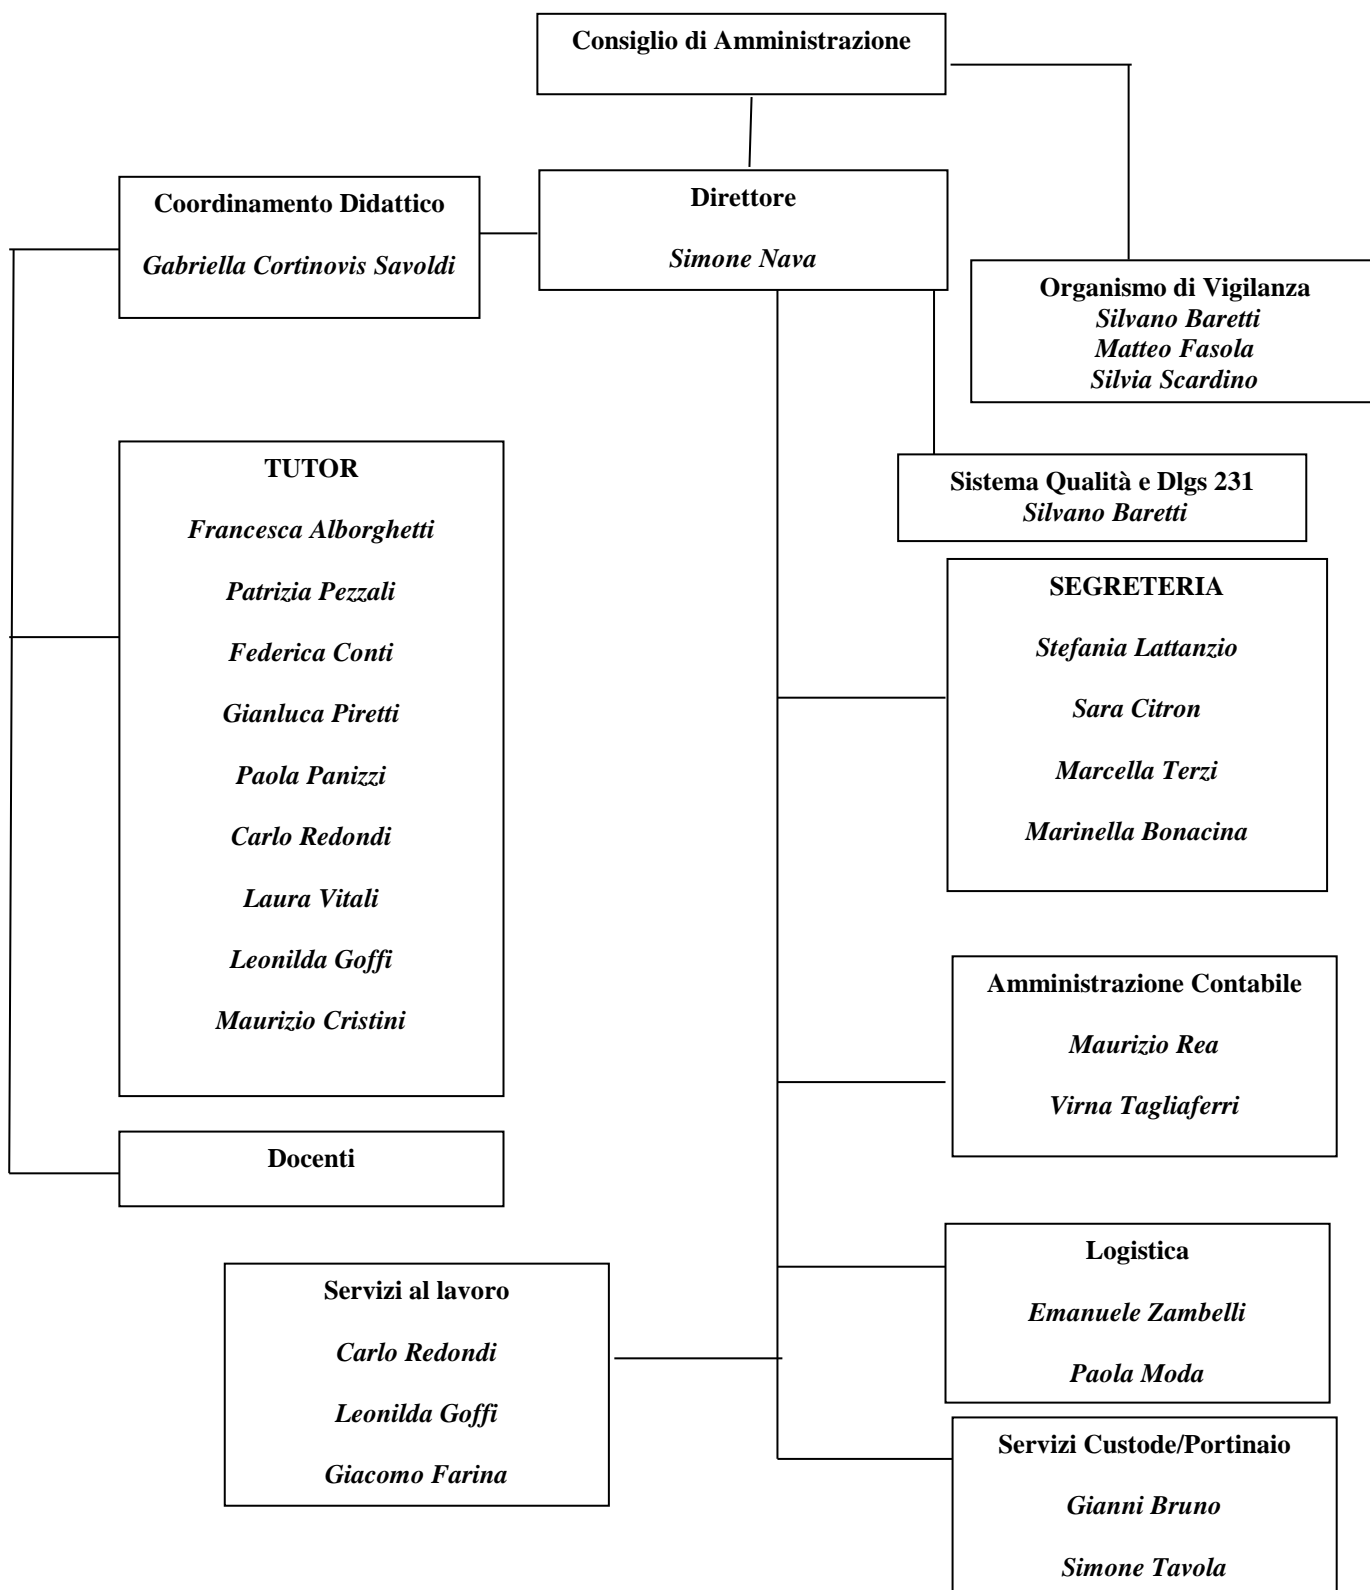 Consiglio di Amministrazione
Direttore
Simone Nava
Coordinamento Didattico
Gabriella Cortinovis Savoldi
Organismo di Vigilanza
Silvano Baretti
Matteo Fasola
Silvia Scardino
Sistema Qualità e Dlgs 231
Silvano Baretti
TUTOR
Francesca Alborghetti
Patrizia Pezzali
Federica Conti
Gianluca Piretti
Paola Panizzi
Carlo Redondi
Laura Vitali
Leonilda Goffi
Maurizio Cristini
SEGRETERIA
Stefania Lattanzio
Sara Citron
Marcella Terzi
Marinella Bonacina
Amministrazione Contabile
Maurizio Rea
Virna Tagliaferri
Docenti
Servizi al lavoro
Carlo Redondi
Leonilda Goffi
Giacomo Farina
Logistica
Emanuele Zambelli
Paola Moda
Servizi Custode/Portinaio
Gianni Bruno
Simone Tavola